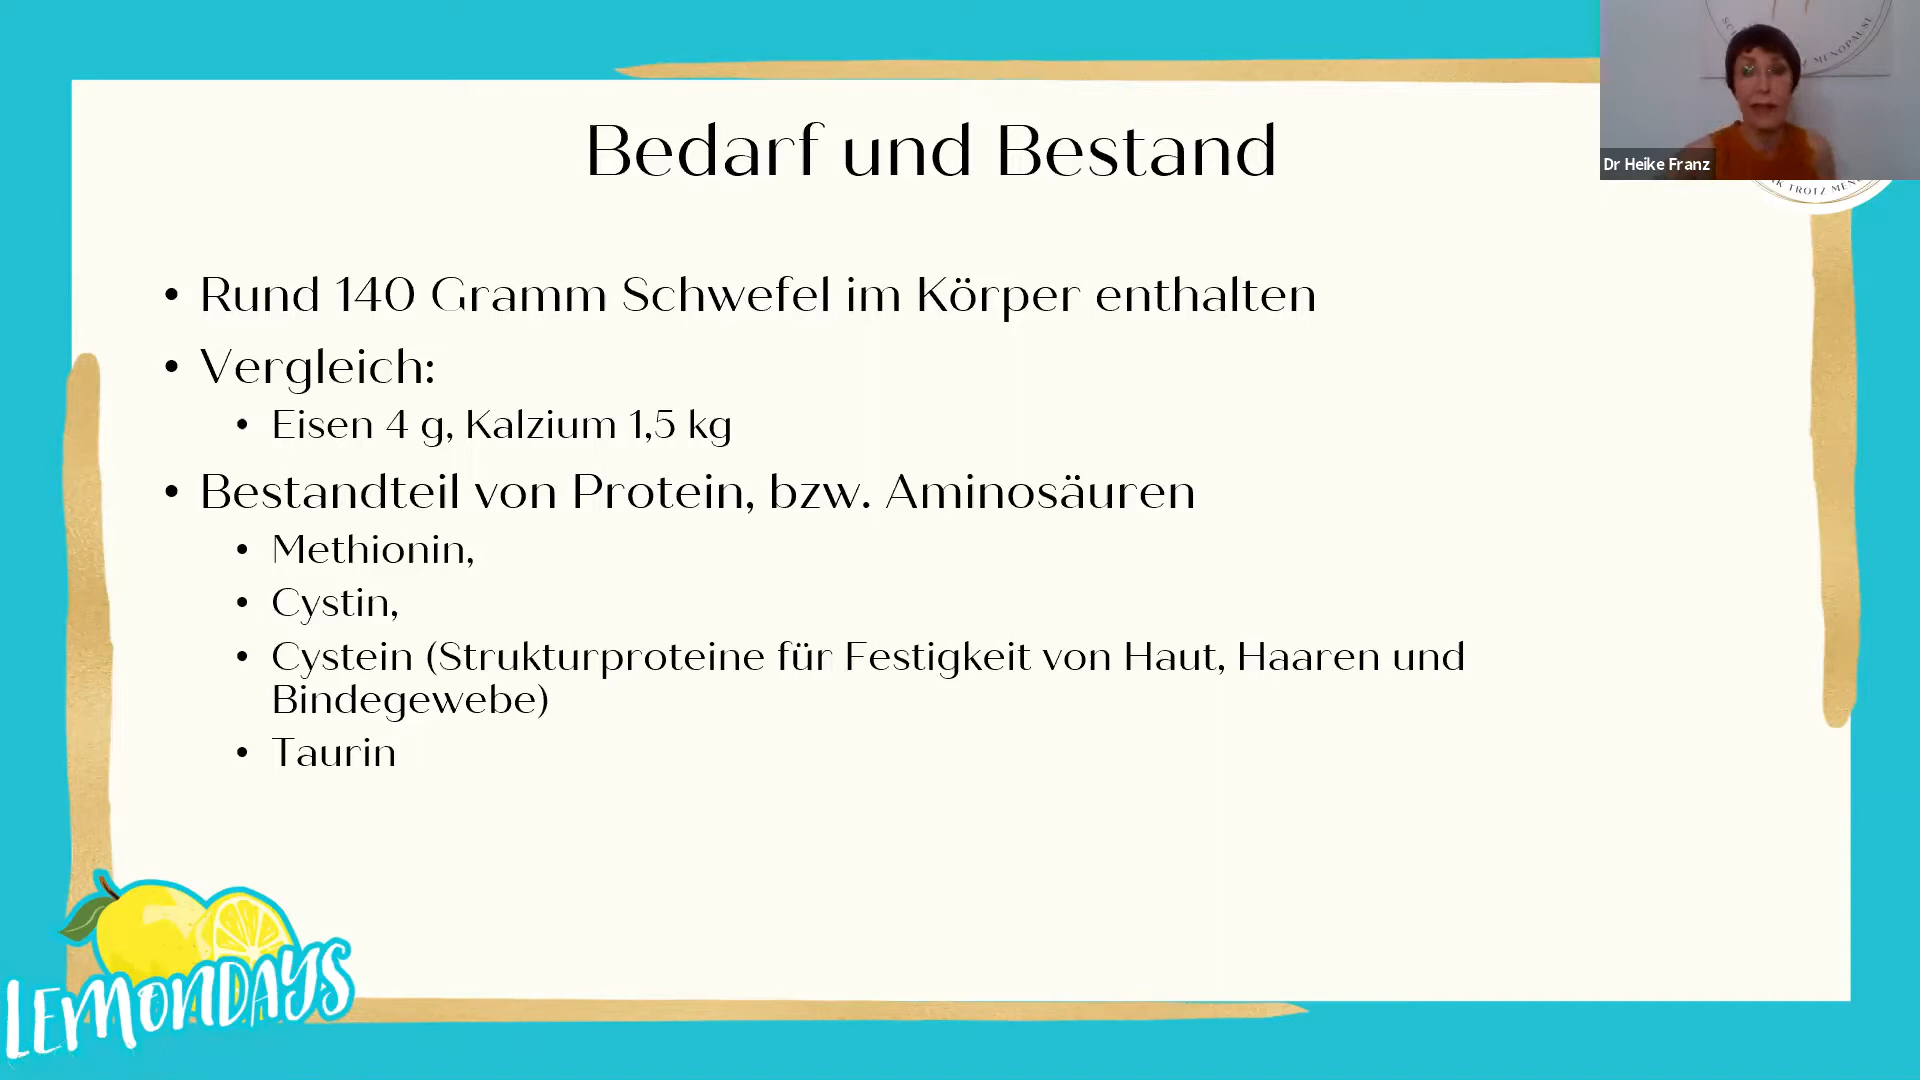 Bedarf und Bestand
Dr Heike Franz
TROTZ
• Rund 140 Gramm Schwefel im Körper enthalten
• Vergleich:
• Eisen 4 g, Kalzium 1,5 kg
• Bestandteil von Protein, bzw. Aminosäuren
• Methionin,
• Cystin,
• Cystein (Strukturproteine für Festigkeit von Haut, Haaren und
Bindegewebe)
• Taurin
LEMONDAYS